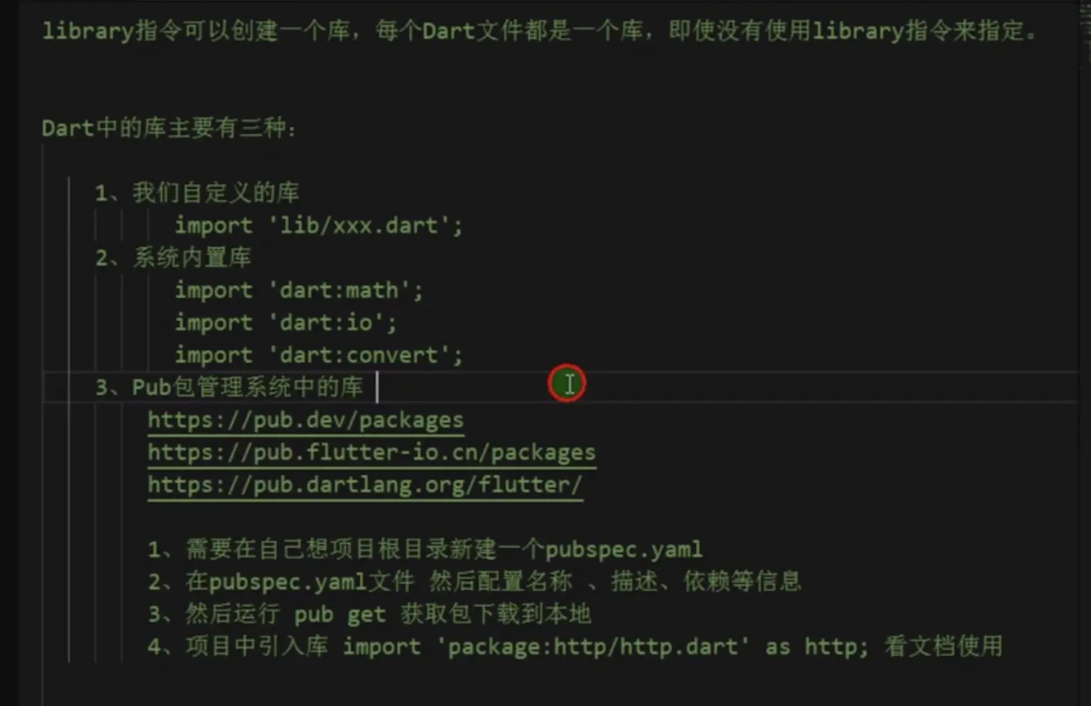 library指令可以创建一个库，每个Dart文件都是一个库，即使没有使用library指令来指定。
Dart中的库主要有三种：
1、我们自定义的库
import 'lib/xxx.dart';
2、系统内置库
import 'dart:math';
import 'dart:io';
import 'dart:convert';
3、Pub包管理系统中的库
https://pub.dev/packages
https://pub.flutter-io.cn/packages
https://pub.dartlang.org/flutter/
1、需要在自己想项目根目录新建一个pubspec.yaml
2、在pubspec.yaml文件 然后配置名称 、描述、依赖等信息
3、然后运行 pub get 获取包下载到本地
4、项目中引入库 import 'package:http/http.dart' as http; 看文档使用